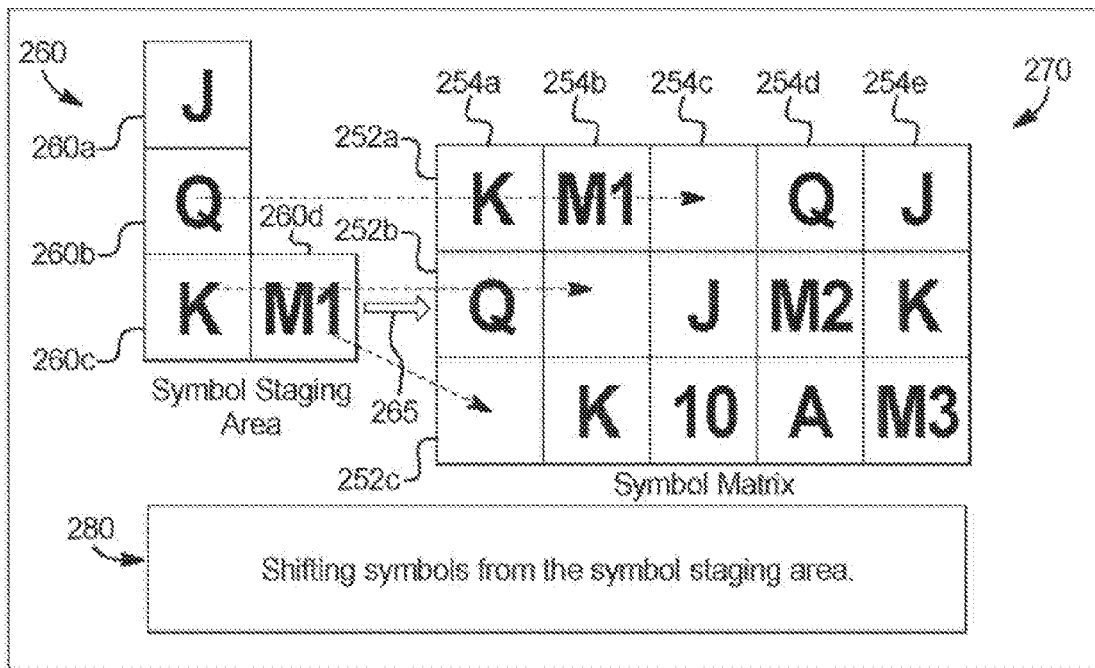 260
J
260a
Q
260b
260d
K M1
260c
265
Symbol Staging
Area
254a 254b 254c 254d 254e
270
252a
K M1 Q J
252b
Q J M2 K
K 10 A M3
252c
Symbol Matrix
280
Shifting symbols from the symbol staging area.